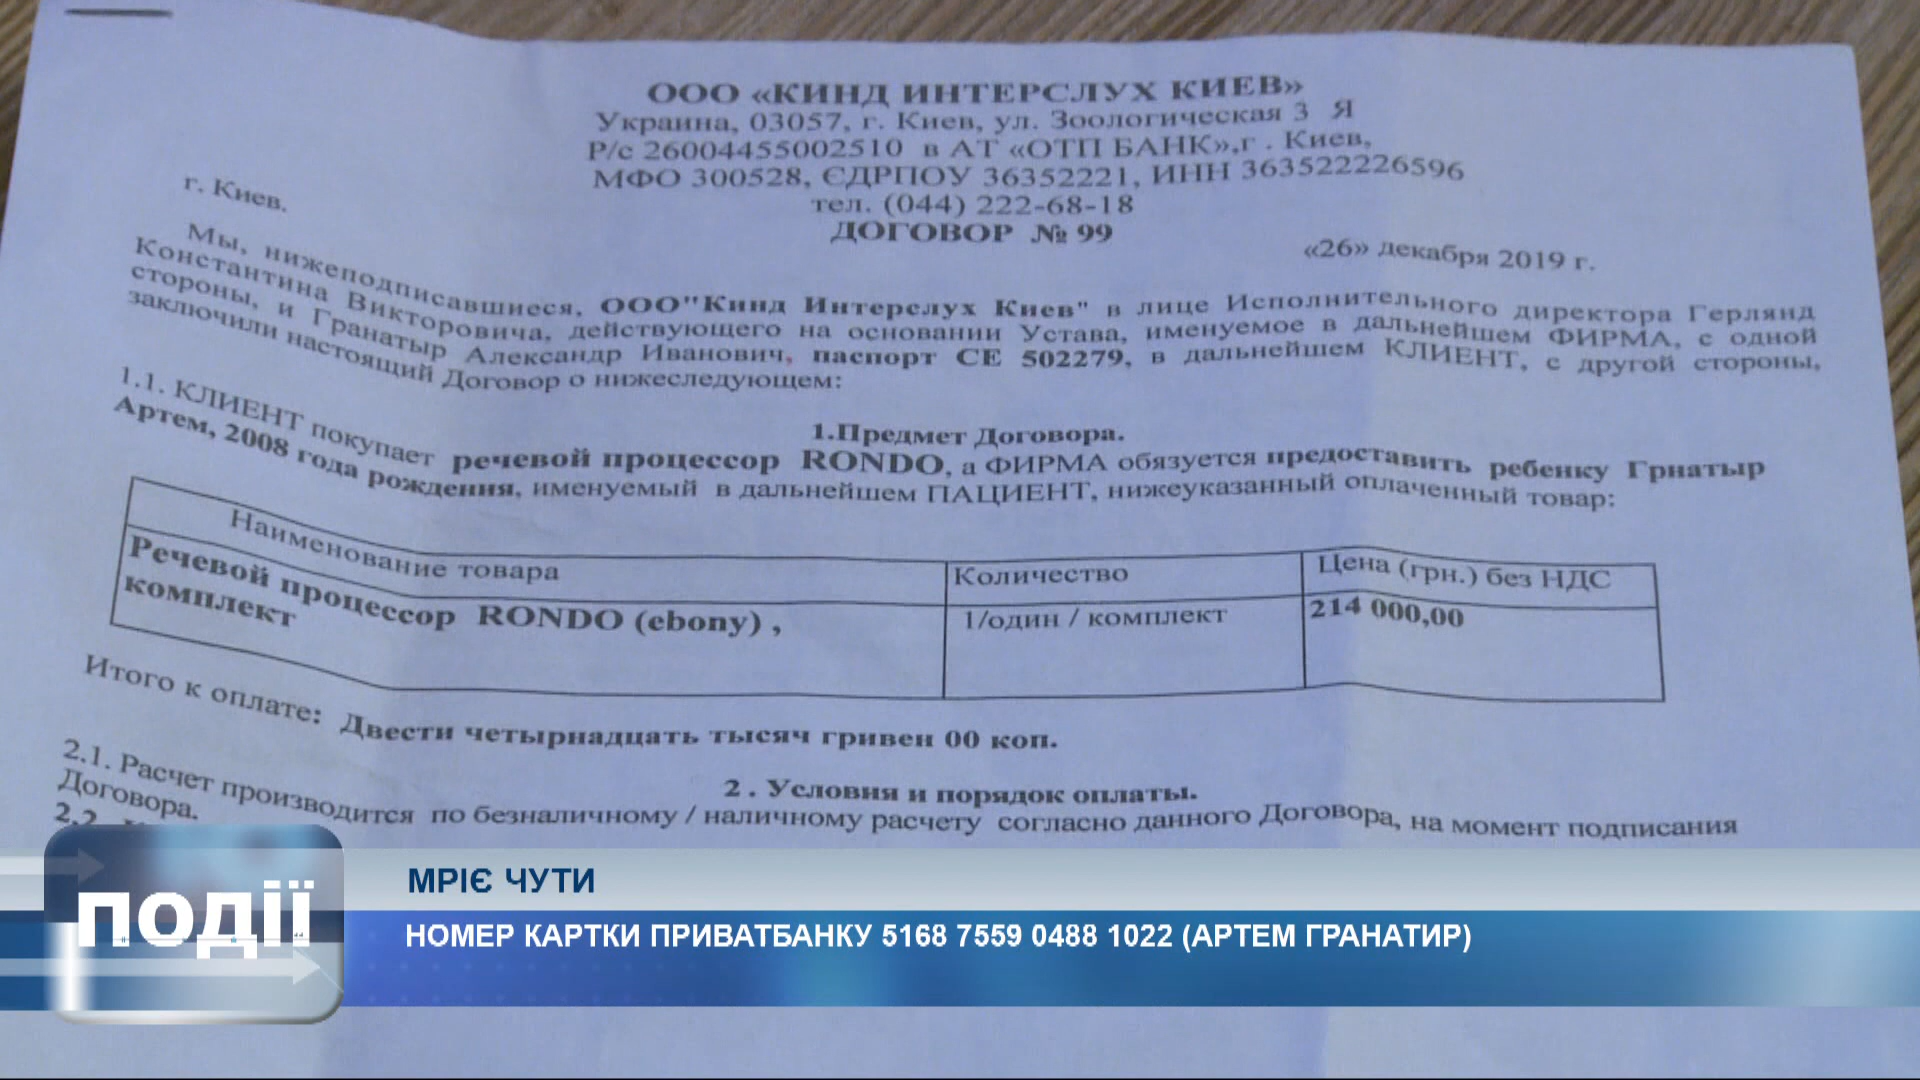 ООО «КИНД ИНТЕРСЛУХ КИЕВ»
Украина, 03057, г. Киев, ул. Зоологическая 3 Я
Р/с 26004455002510 в АТ «ОТП БАНК»,г . Киев,
МФО 300528, ЄДРПОУ 36352221, ИНН 363522226596
тел. (044) 222-68-18
ДОГОВОР № 99
г. Киев.
«26» декабря 2019 г.
Мы, нижеподписавшиеся, ООО"Кинд Интерслух Киев" в лице Исполнительного директора Герлянд
Константина Викторовича, действующего на основании Устава, именуемое в дальнейшем ФИРМА, с одной
стороны, и Гранатыр Александр Иванович, паспорт СЕ 502279, в дальнейшем КЛИЕНТ, с другой стороны,
заключили настоящий Договор о нижеследующем:
1.Предмет Договора.
1.1. КЛИЕНТ покупает речевой процессор RONDO, а ФИРМА обязуется предоставить ребенку Грнатыр
Артем, 2008 года рождения, именуемый в дальнейшем ПАЦИЕНТ, нижеуказанный оплаченный товар:
Наименование товара Количество Цена (грн.) без НДС
Речевой процессор RONDO (ebony) , 1/один / комплект 214 000,00
комплект
Итого к оплате: Двести четырнадцать тысяч гривен 00 коп.
2 . Условия и порядок оплаты.
2.1. Расчет производится по безналичному / наличному расчету согласно данного Договора, на момент подписания
Договора.
2.2
МРІЄ ЧУТИ
ПОДІЇ
НОМЕР КАРТКИ ПРИВАТБАНКУ 5168 7559 0488 1022 (АРТЕМ ГРАНАТИР)